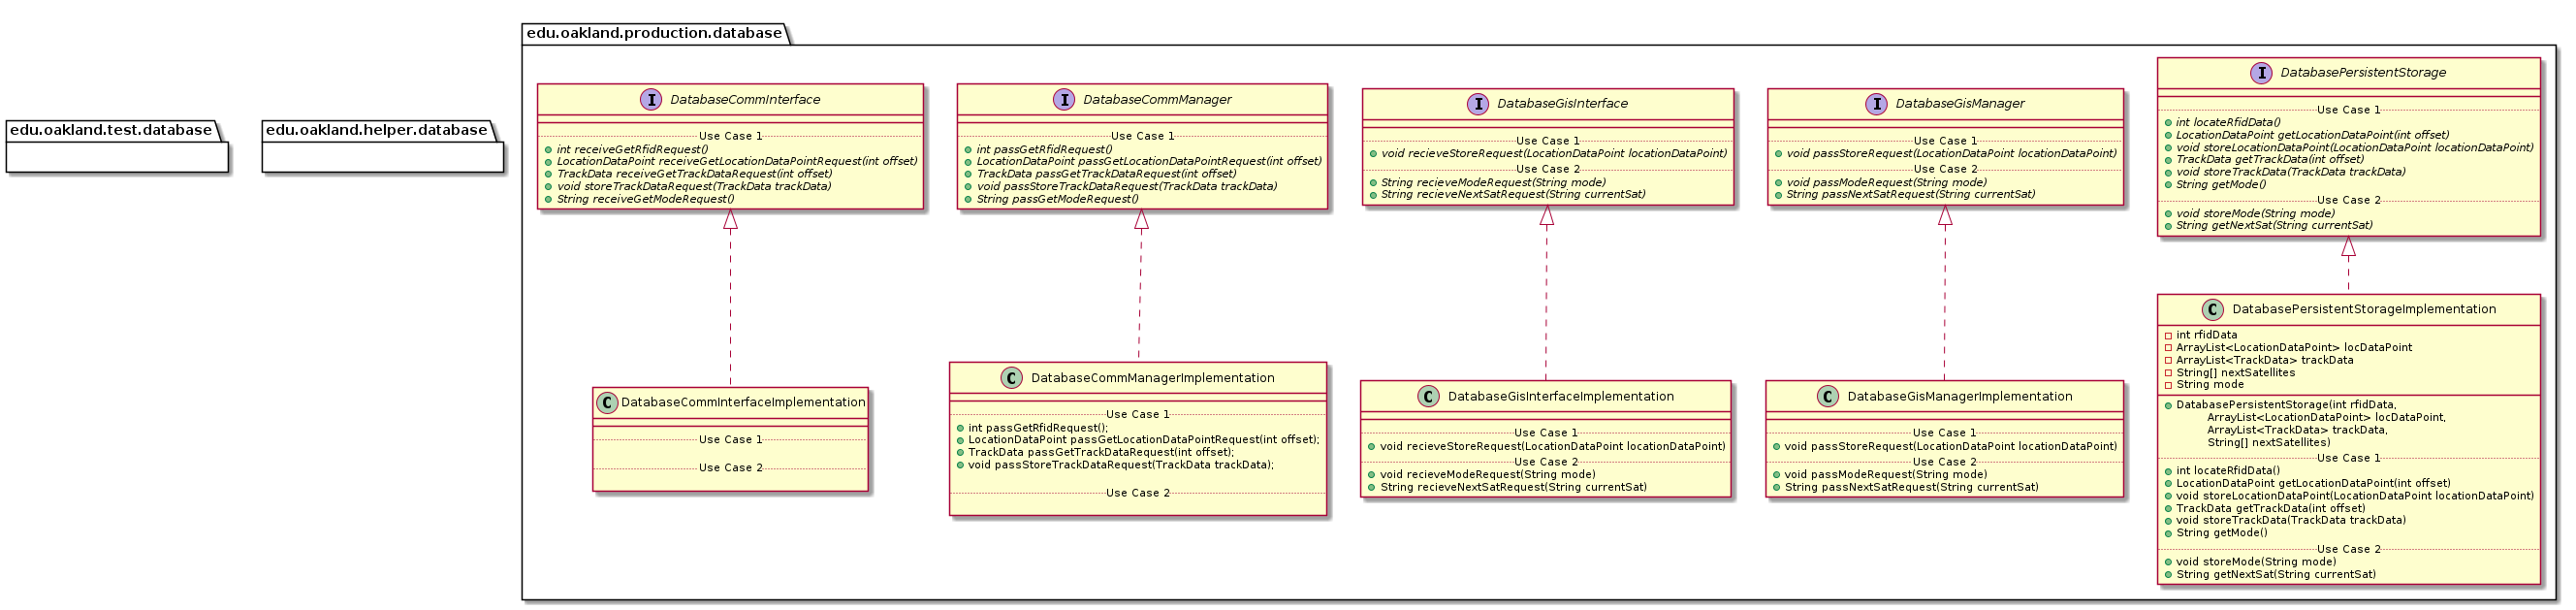 edu.oakland.production.database
edu.oakland.test.database
edu.oakland.helper.database
I DatabaseCommInterface
Use Case 1
int receiveGetRfidRequest()
LocationDataPoint receiveGetLocationDataPointRequest(int offset)
TrackData receiveGetTrackDataRequest(int offset)
void storeTrackDataRequest(TrackData trackData)
String receiveGetModeRequest()
I DatabaseCommManager
Use Case 1
int passGetRfidRequest()
LocationDataPoint passGetLocationDataPointRequest(int offset)
TrackData passGetTrackDataRequest(int offset)
void passStoreTrackDataRequest(TrackData trackData)
String passGetModeRequest()
I DatabaseGisInterface
Use Case 1
void recieveStoreRequest(LocationDataPoint locationDataPoint)
Use Case 2
String recieveModeRequest(String mode)
String recieveNextSatRequest(String currentSat)
I DatabaseGisManager
Use Case 1
void passStoreRequest(LocationDataPoint locationDataPoint)
Use Case 2
void passModeRequest(String mode)
String passNextSatRequest(String currentSat)
I DatabasePersistentStorage
Use Case 1
int locateRfidData()
LocationDataPoint getLocationDataPoint(int offset)
void storeLocationDataPoint(LocationDataPoint locationDataPoint)
TrackData getTrackData(int offset)
void storeTrackData(TrackData trackData)
String getMode()
Use Case 2
void storeMode(String mode)
String getNextSat(String currentSat)
C DatabaseCommInterfaceImplementation
Use Case 1
Use Case 2
C DatabaseCommManagerImplementation
Use Case 1
int passGetRfidRequest();
LocationDataPoint passGetLocationDataPointRequest(int offset);
TrackData passGetTrackDataRequest(int offset);
void passStoreTrackDataRequest(TrackData trackData);
Use Case 2
C DatabaseGisInterfaceImplementation
Use Case 1
void recieveStoreRequest(LocationDataPoint locationDataPoint)
Use Case 2
void recieveModeRequest(String mode)
String recieveNextSatRequest(String currentSat)
C DatabaseGisManagerImplementation
Use Case 1
void passStoreRequest(LocationDataPoint locationDataPoint)
Use Case 2
void passModeRequest(String mode)
String passNextSatRequest(String currentSat)
C DatabasePersistentStorageImplementation
int rfidData
ArrayList<LocationDataPoint> locDataPoint
ArrayList<TrackData> trackData
String[] nextSatellites
String mode
DatabasePersistentStorage(int rfidData,
ArrayList<LocationDataPoint> locDataPoint,
ArrayList<TrackData> trackData,
String[] nextSatellites)
Use Case 1
int locateRfidData()
LocationDataPoint getLocationDataPoint(int offset)
void storeLocationDataPoint(LocationDataPoint locationDataPoint)
TrackData getTrackData(int offset)
void storeTrackData(TrackData trackData)
String getMode()
Use Case 2
void storeMode(String mode)
String getNextSat(String currentSat)